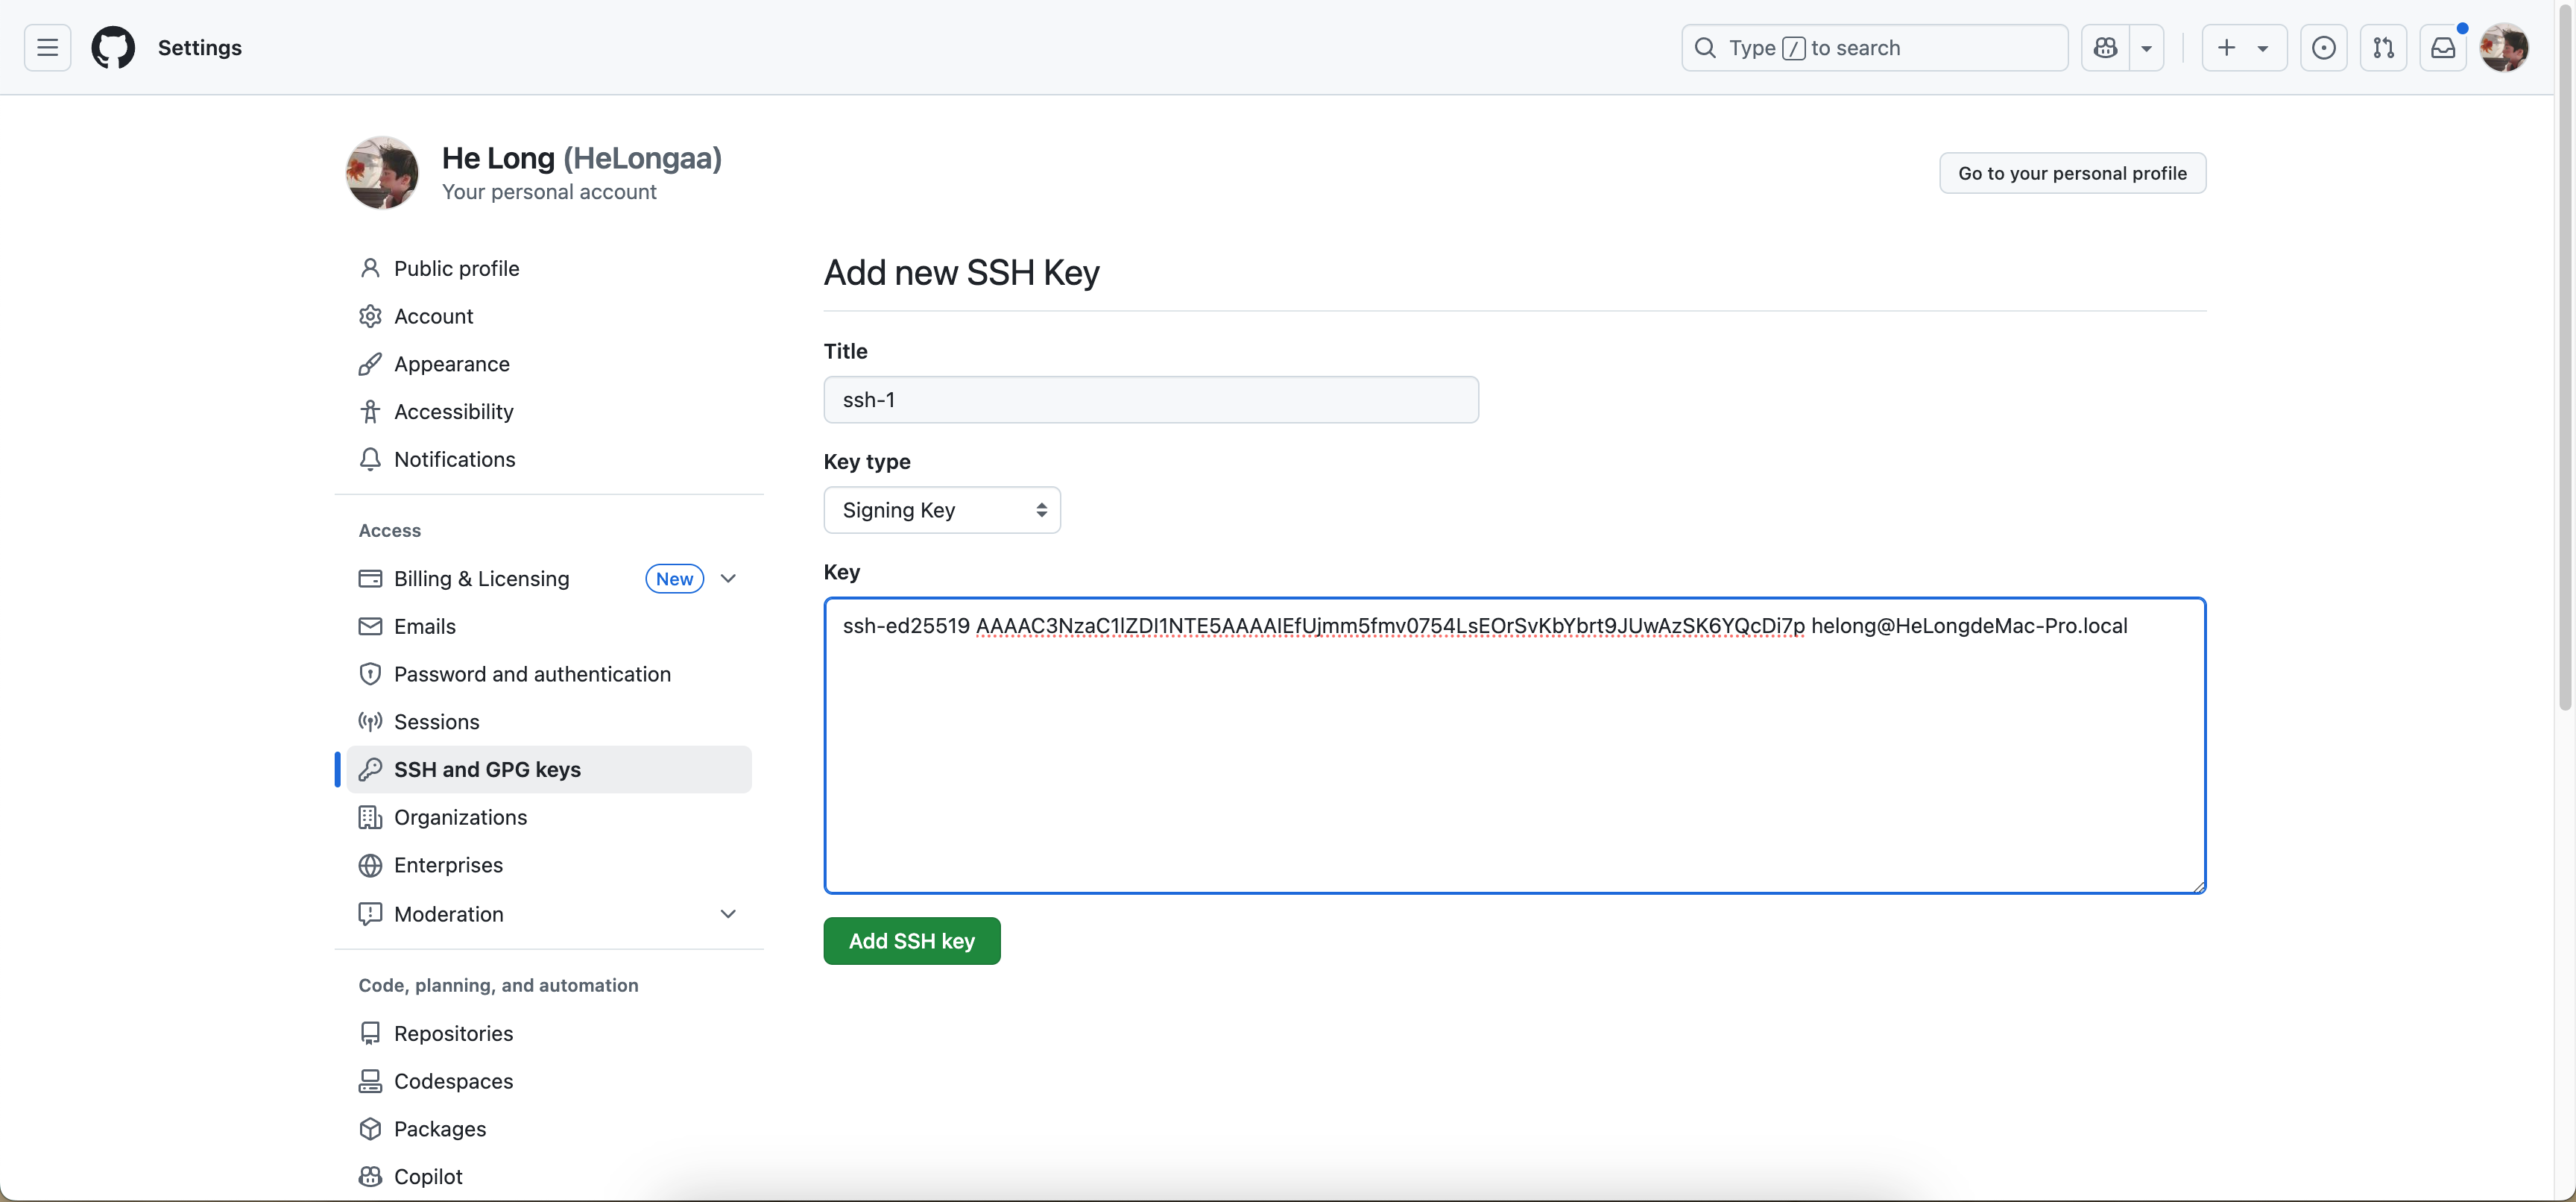 Settings
Type / to search
He Long (HeLongaa)
Your personal account
Go to your personal profile
Public profile
Account
Appearance
Accessibility
Notifications
Access
Billing & Licensing New
Emails
Password and authentication
Sessions
SSH and GPG keys
Organizations
Enterprises
Moderation
Code, planning, and automation
Repositories
Codespaces
Packages
Copilot
Add new SSH Key
Title
ssh-1
Key type
Signing Key
Key
ssh-ed25519 AAAAC3NzaC1lZDI1NTE5AAAAIEfUjmm5fmv0754LsEOrSvKbYbrt9JUwAzSK6YQcDi7p helong@HeLongdeMac-Pro.local
Add SSH key